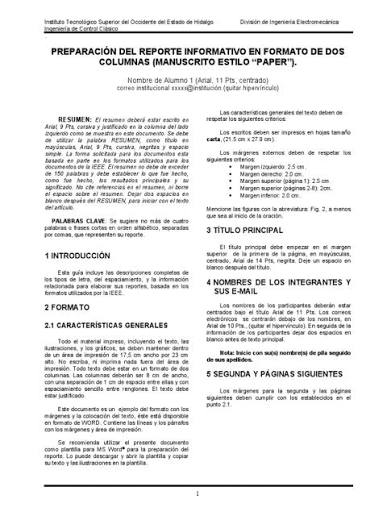 Instituto Tecnológico Superior del Occidente del Estado de Hidalgo División de Ingeniería Electromecánica
Ingeniería de Control Clásico
PREPARACIÓN DEL REPORTE INFORMATIVO EN FORMATO DE DOS
COLUMNAS (MANUSCRITO ESTILO “PAPER”).
Nombre de Alumno 1 (Arial, 11 Pts, centrado)
correo institucional xxxxx@institución (quitar hipervínculo)
RESUMEN: El resumen deberá estar escrito en
Arial, 9 Pts, cursiva y justificado en la columna del lado
izquierdo como se muestra en este documento. Se debe
de utilizar la palabra RESUMEN, como título en
mayúsculas, Arial, 9 Pts, cursiva, negritas y espacio
simple. La forma solicitada para los documentos esta
basada en parte en los formatos utilizados para los
documentos de la IEEE. El resumen no debe de exceder
de 150 palabras y debe establecer lo que fue hecho,
como fue hecho, los resultados principales y su
significado. No cite referencias en el resumen, ni borre
el espacio sobre el resumen. Dejar dos espacios en
blanco después del RESUMEN, para iniciar con el texto
del artículo.
PALABRAS CLAVE: Se sugiere no más de cuatro
palabras o frases cortas en orden alfabético, separadas
por comas, que representen su reporte.
1 INTRODUCCIÓN
Esta guía incluye las descripciones completas de
los tipos de letra, del espaciamiento, y la información
relacionada para elaborar sus reportes, basada en los
formatos utilizados por la IEEE.
2 FORMATO
2.1 CARACTERÍSTICAS GENERALES
Todo el material impreso, incluyendo el texto, las
ilustraciones, y los gráficos, se deben mantener dentro
de un área de impresión de 17,5 cm ancho por 23 cm
alto. No escriba, ni imprima nada fuera del área de
impresión. Todo texto debe estar en un formato de dos
columnas. Las columnas deberán ser 8 cm de ancho,
con una separación de 1 cm de espacio entre ellas y con
espaciamiento sencillo entre renglones. El texto debe
estar justificado.
Este documento es un ejemplo del formato con los
márgenes y la colocación del texto, éste está disponible
en formato de WORD. Contiene las líneas y los párrafos
con los márgenes y área de impresión.
Se recomienda utilizar el presente documento
como plantilla para MS Word® para la preparación del
reporte. Lo puede descargar y abrir la plantilla y copiar
su texto y las ilustraciones en la plantilla.
Las características generales del texto deben de
respetar los siguientes criterios:
Los escritos deben ser impresos en hojas tamaño
carta, (21.5 cm x 27.9 cm).
Los márgenes externos deben de respetar los
siguientes criterios:
▪ Margen izquierdo: 2.5 cm .
▪ Margen derecho: 2.0 cm.
▪ Margen superior (página 1): 2.5 cm
▪ Margen superior (páginas 2-8): 2cm.
▪ Margen inferior: 2.0 cm.
Mencione las figuras con la abreviatura: Fig. 2, a menos
que sea al inicio de la oración.
3 TÍTULO PRINCIPAL
El título principal debe empezar en el margen
superior de la primera de la página, en mayúsculas,
centrado, Arial de 14 Pts, negrita. Deje un espacio en
blanco después del título.
4 NOMBRES DE LOS INTEGRANTES Y
SUS E-MAIL
Los nombres de los participantes deberán estar
centrados bajo el título Arial de 11 Pts. Los correos
electrónicos se centrarán debajo de los nombres, en
Arial de 10 Pts., (quitar el hipervínculo). En seguida de la
información de los participantes dejar dos espacios en
blanco antes de texto principal.
Nota: Inicie con su(s) nombre(s) de pila seguido
de sus apellidos.
5 SEGUNDA Y PÁGINAS SIGUIENTES
Los márgenes para la segunda y las páginas
siguientes deben cumplir con los establecidos en el
punto 2.1.
1